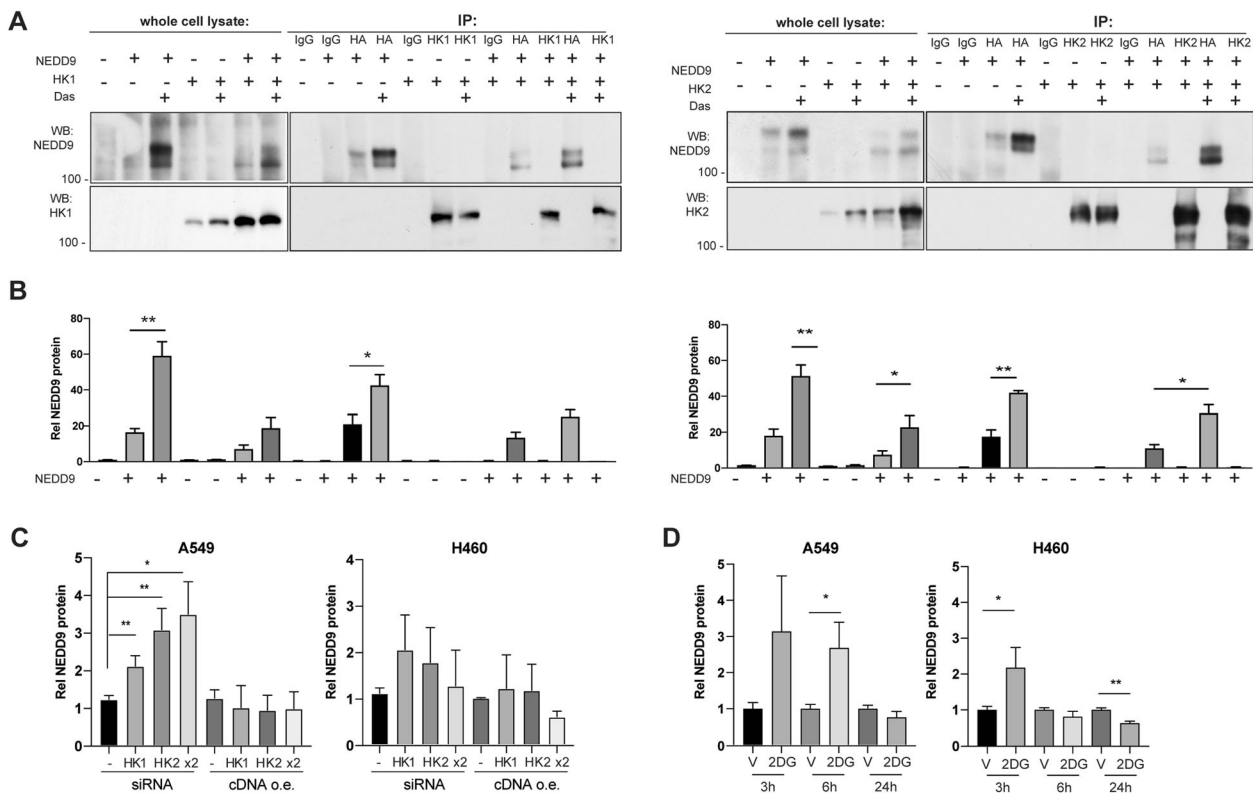 A
whole cell lysate: IP:
IgG IgG HA HA IgG HK1 HK1 IgG HA HK1 HA HK1
NEDD9 - + + - - + + - + + + - - - + + + + +
HK1 - - - + + + + - - - - + + + + + + + +
Das + + + + + + +
WB:
NEDD9
100 -
WB:
HK1
100 -
whole cell lysate: IP:
IgG IgG HA HA IgG HK2 HK2 IgG HA HK2 HA HK2
NEDD9 - + + - - + + - + + + - - - + + + + +
HK2 - - - + + + + - - - - + + + + + + + +
Das + + + + + + +
WB:
NEDD9
100 -
WB:
HK2
100 -
B
Rel NEDD9 protein
80
60
40
20
0
**
*
NEDD9 - + + - - + + - + + + - - - + + + + +
Rel NEDD9 protein
80
60
40
20
0
**
*
**
*
NEDD9 - + + - - + + - + + + - - - + + + + +
C
A549
Rel NEDD9 protein
5
4
3
2
1
0
*
**
**
- HK1 HK2 x2 - HK1 HK2 x2
siRNA cDNA o.e.
H460
Rel NEDD9 protein
4
3
2
1
0
- HK1 HK2 x2 - HK1 HK2 x2
siRNA cDNA o.e.
D
A549
Rel NEDD9 protein
5
4
3
2
1
0
*
V 2DG V 2DG V 2DG
3h 6h 24h
H460
Rel NEDD9 protein
5
4
3
2
1
0
*
**
V 2DG V 2DG V 2DG
3h 6h 24h